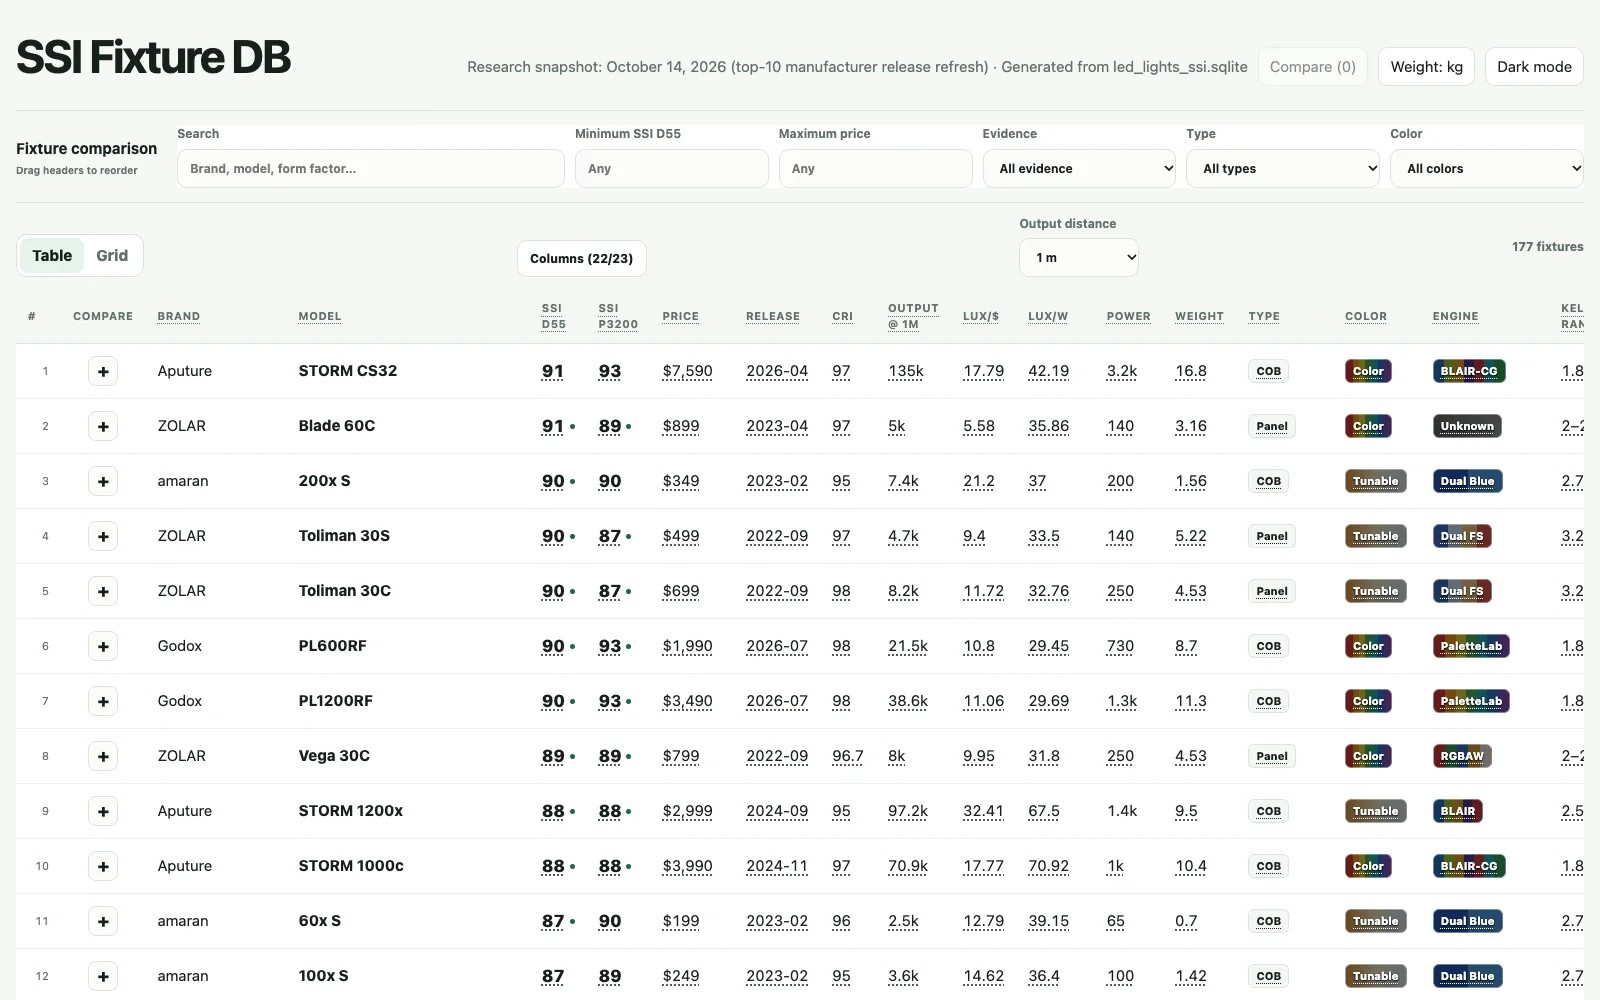 SSI Fixture DB
Research snapshot: October 14, 2026 (top-10 manufacturer release refresh) · Generated from led_lights_ssi.sqlite
Compare (0)
Weight: kg
Dark mode
Fixture comparison
Drag headers to reorder
Search
Brand, model, form factor...
Minimum SSI D55
Any
Maximum price
Any
Evidence
All evidence
Type
All types
Color
All colors
Table
Grid
Columns (22/23)
Output distance
1 m
177 fixtures
# COMPARE BRAND MODEL SSI D55 SSI P3200 PRICE RELEASE CRI OUTPUT @ 1M LUX/$ LUX/W POWER WEIGHT TYPE COLOR ENGINE KEL RAN
1 + Aputure STORM CS32 91 93 $7,590 2026-04 97 135k 17.79 42.19 3.2k 16.8 COB Color BLAIR-CG 1.8
2 + ZOLAR Blade 60C 91 • 89 • $899 2023-04 97 5k 5.58 35.86 140 3.16 Panel Color Unknown 2–2
3 + amaran 200x S 90 • 90 $349 2023-02 95 7.4k 21.2 37 200 1.56 COB Tunable Dual Blue 2.7
4 + ZOLAR Toliman 30S 90 • 87 • $499 2022-09 97 4.7k 9.4 33.5 140 5.22 Panel Tunable Dual FS 3.2
5 + ZOLAR Toliman 30C 90 • 87 • $699 2022-09 98 8.2k 11.72 32.76 250 4.53 Panel Tunable Dual FS 3.2
6 + Godox PL600RF 90 • 93 • $1,990 2026-07 98 21.5k 10.8 29.45 730 8.7 COB Color PaletteLab 1.8
7 + Godox PL1200RF 90 • 93 • $3,490 2026-07 98 38.6k 11.06 29.69 1.3k 11.3 COB Color PaletteLab 1.8
8 + ZOLAR Vega 30C 89 • 89 • $799 2022-09 96.7 8k 9.95 31.8 250 4.53 Panel Color RGBAW 2–2
9 + Aputure STORM 1200x 88 • 88 • $2,999 2024-09 95 97.2k 32.41 67.5 1.4k 9.5 COB Tunable BLAIR 2.5
10 + Aputure STORM 1000c 88 • 88 • $3,990 2024-11 97 70.9k 17.77 70.92 1k 10.4 COB Color BLAIR-CG 1.8
11 + amaran 60x S 87 • 90 $199 2023-02 96 2.5k 12.79 39.15 65 0.7 COB Tunable Dual Blue 2.7
12 + amaran 100x S 87 89 $249 2023-02 95 3.6k 14.62 36.4 100 1.42 COB Tunable Dual Blue 2.7